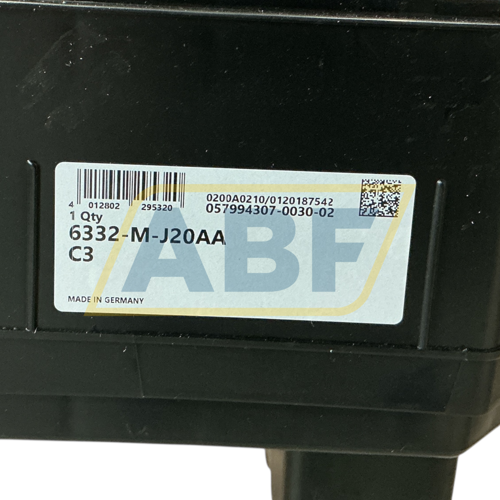 4 012802 295320
0200A0210/0120187542
057994307-0030-02
1 Qty
6332-M-J20AA
C3
MADE IN GERMANY
ABF